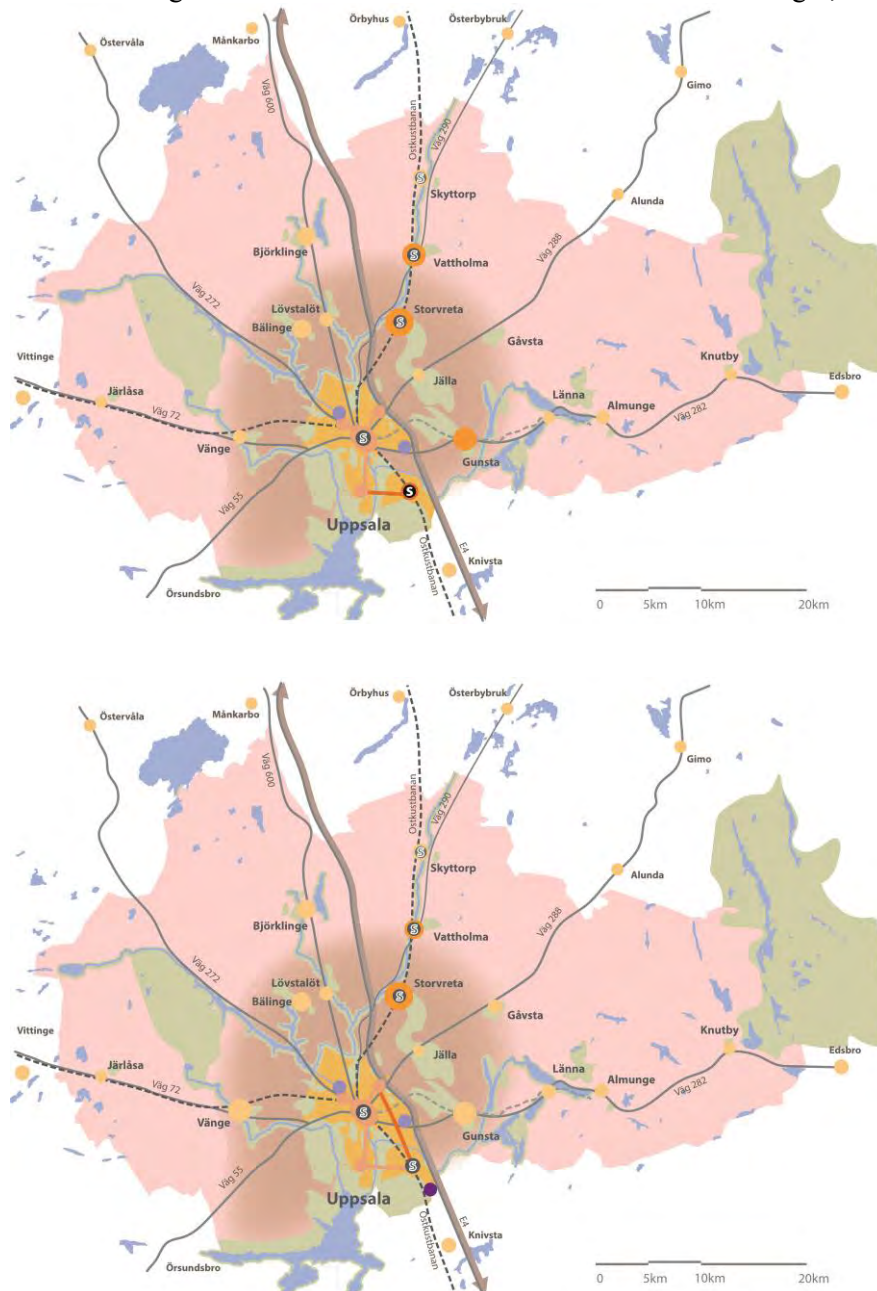 Örbyhus
Österbybruk
Månkarbo
Östervåla
Gimo
Väg 600
Ostkustbanan
Väg 290
S
Skyttorp
Alunda
Björklinge
S
Vattholma
Väg 288
Väg 272
Lövstalöt
Storvreta
S
Bälinge
Gåvsta
Vittinge
Knutby
Jälla
Edsbro
Järlåsa
Länna
Almunge
Väg 72
Väg 282
S
Vänge
Gunsta
Väg 55
S
Uppsala
E4
Ostkustbanan
Knivsta
Örsundsbro
0 5km 10km 20km
Örbyhus
Österbybruk
Månkarbo
Östervåla
Gimo
Väg 600
Ostkustbanan
Väg 290
S
Skyttorp
Alunda
Björklinge
S
Vattholma
Väg 288
Väg 272
Lövstalöt
Storvreta
S
Bälinge
Gåvsta
Vittinge
Knutby
Jälla
Edsbro
Järlåsa
Länna
Almunge
Väg 72
Väg 282
S
Vänge
Gunsta
Väg 55
S
Uppsala
E4
Ostkustbanan
Knivsta
Örsundsbro
0 5km 10km 20km